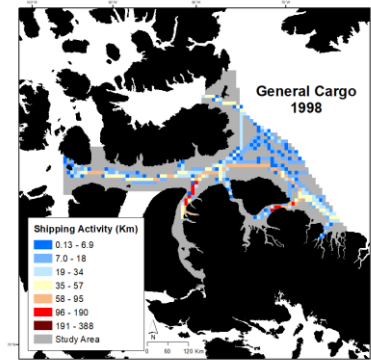 General Cargo
1998
Shipping Activity (Km)
0.13 - 6.9
7.0 - 18
19 - 34
35 - 57
58 - 95
96 - 190
191 - 388
Study Area
N
0 60 120 Km